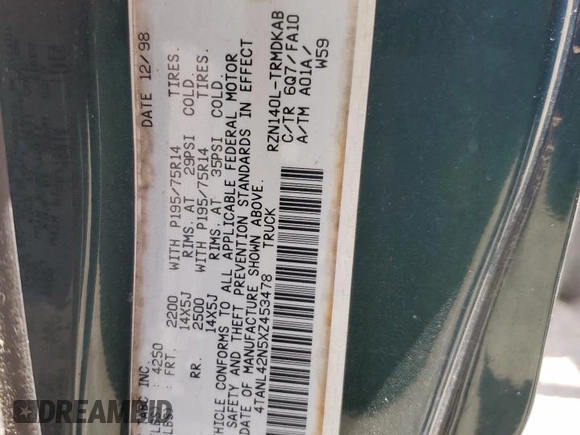 INC. DATE 12/98
4250
FRT. 2200 WITH P195/75R14 TIRES.
14X5J RIMS. AT 29PSI COLD.
RR. 2500 WITH P195/75R14 TIRES.
14X5J RIMS. AT 35PSI COLD.
CONFORMS TO ALL APPLICABLE FEDERAL MOTOR
SAFETY AND THEFT PREVENTION STANDARDS IN EFFECT
DATE OF MANUFACTURE SHOWN ABOVE.
4TANL42N5XZ453478 TRUCK
RZN140L-TRMDKAB
C/TR 6Q7/FA10
A/TM A01A/
W59
DREAMBID